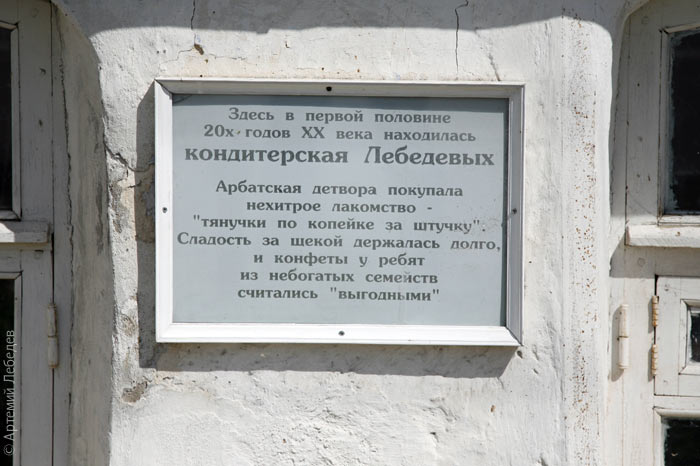 Здесь в первой половине
20х-годов XX века находилась
кондитерская Лебедевых
Арбатская детвора покупала
нехитрое лакомство -
"тянучки по копейке за штучку".
Сладость за щекой держалась долго,
и конфеты у ребят
из небогатых семейств
считались "выгодными"
© Артемий Лебедев